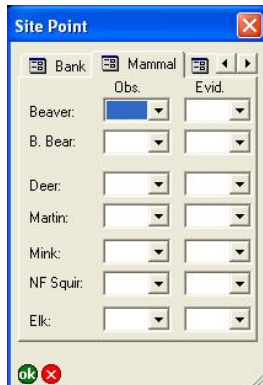 Site Point
Bank Mammal
Obs. Evid.
Beaver:
B. Bear:
Deer:
Martin:
Mink:
NF Squir:
Elk:
ok